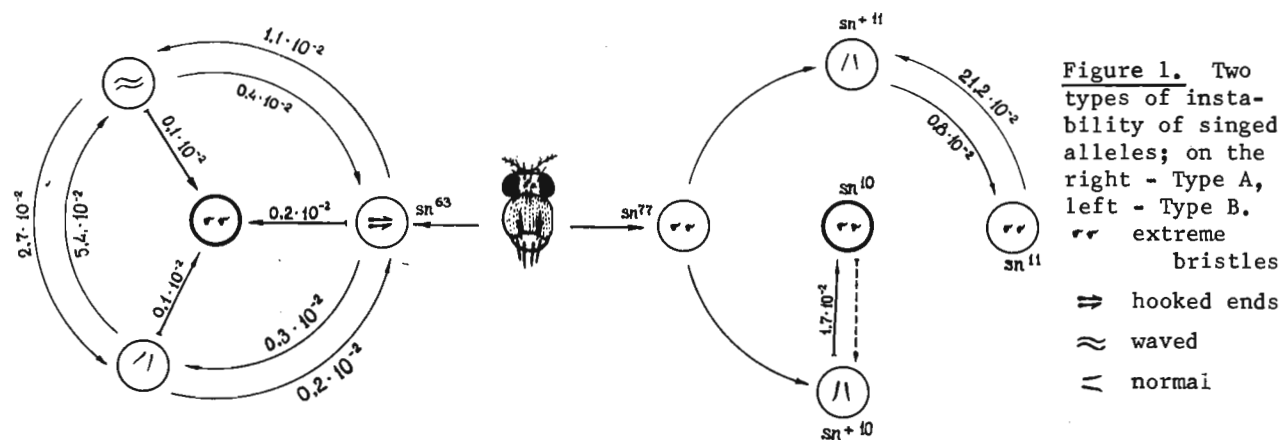 1.1·10⁻²
0.4·10⁻²
0.1·10⁻²
2.7·10⁻²
5.4·10⁻²
0.2·10⁻²
sn⁶³
0.1·10⁻²
0.3·10⁻²
0.2·10⁻²
sn⁷⁷
sn⁺¹¹
21.2·10⁻²
0.8·10⁻²
sn¹⁰
sn¹¹
1.7·10⁻²
sn⁺¹⁰
Figure 1. Two
types of insta-
bility of singed
alleles; on the
right - Type A,
left - Type B.
extreme
bristles
hooked ends
waved
normal